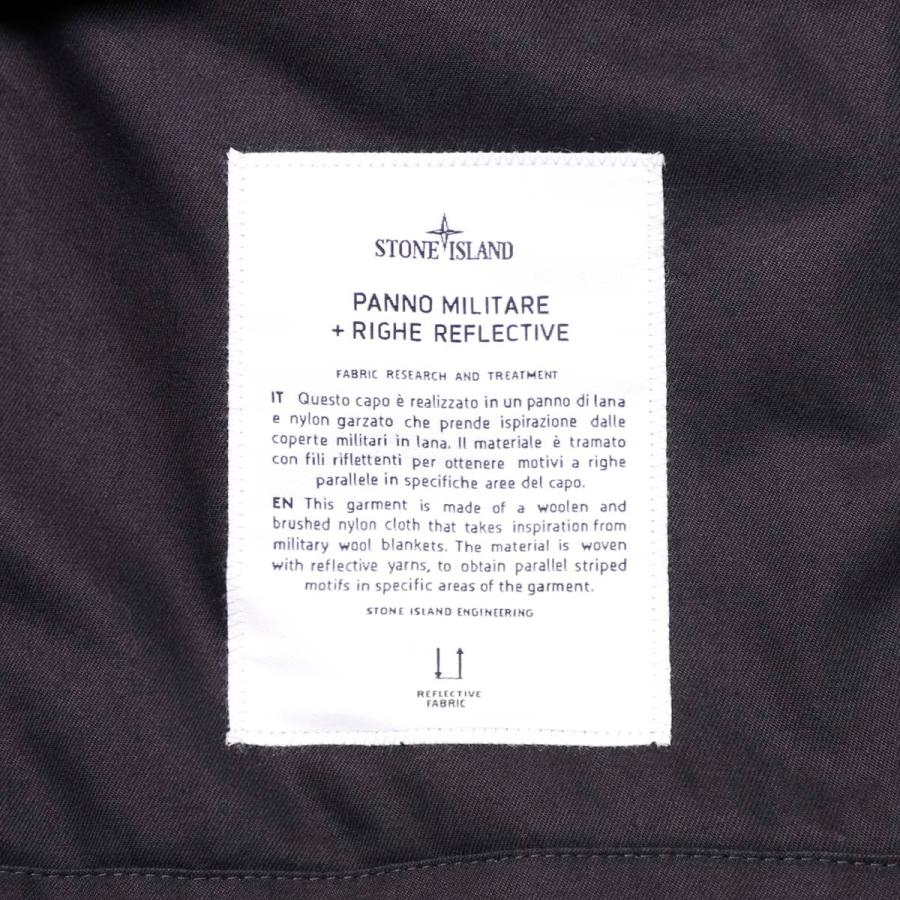 STONE ISLAND
PANNO MILITARE
+ RIGHE REFLECTIVE
FABRIC RESEARCH AND TREATMENT
IT Questo capo è realizzato in un panno di lana
e nylon garzato che prende ispirazione dalle
coperte militari in lana. Il materiale è tramato
con fili riflettenti per ottenere motivi a righe
parallele in specifiche aree del capo.
EN This garment is made of a woolen and
brushed nylon cloth that takes inspiration from
military wool blankets. The material is woven
with reflective yarns, to obtain parallel striped
motifs in specific areas of the garment.
STONE ISLAND ENGINEERING
REFLECTIVE
FABRIC